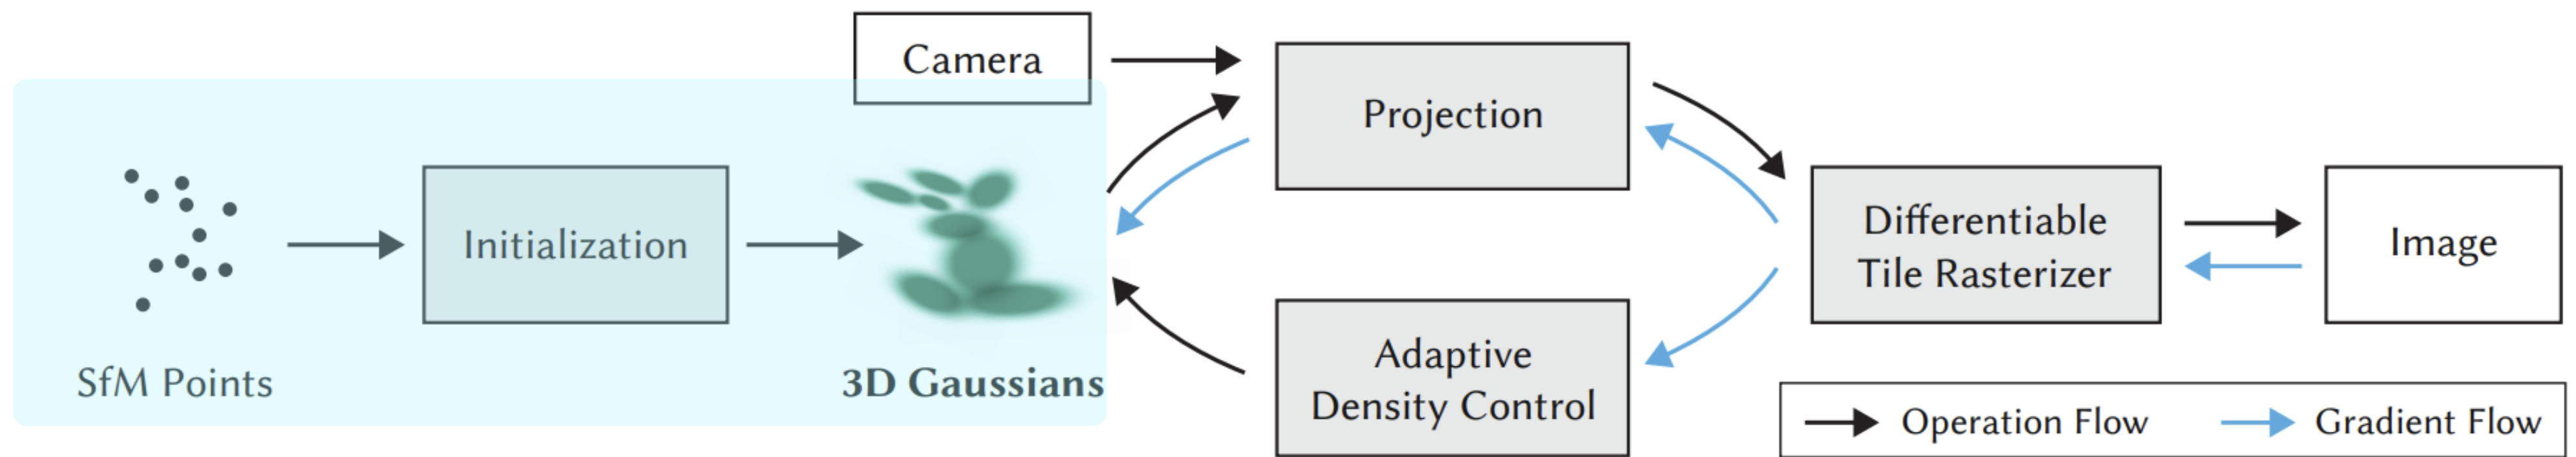 Camera
SfM Points
Initialization
3D Gaussians
Projection
Adaptive
Density Control
Differentiable
Tile Rasterizer
Image
Operation Flow
Gradient Flow